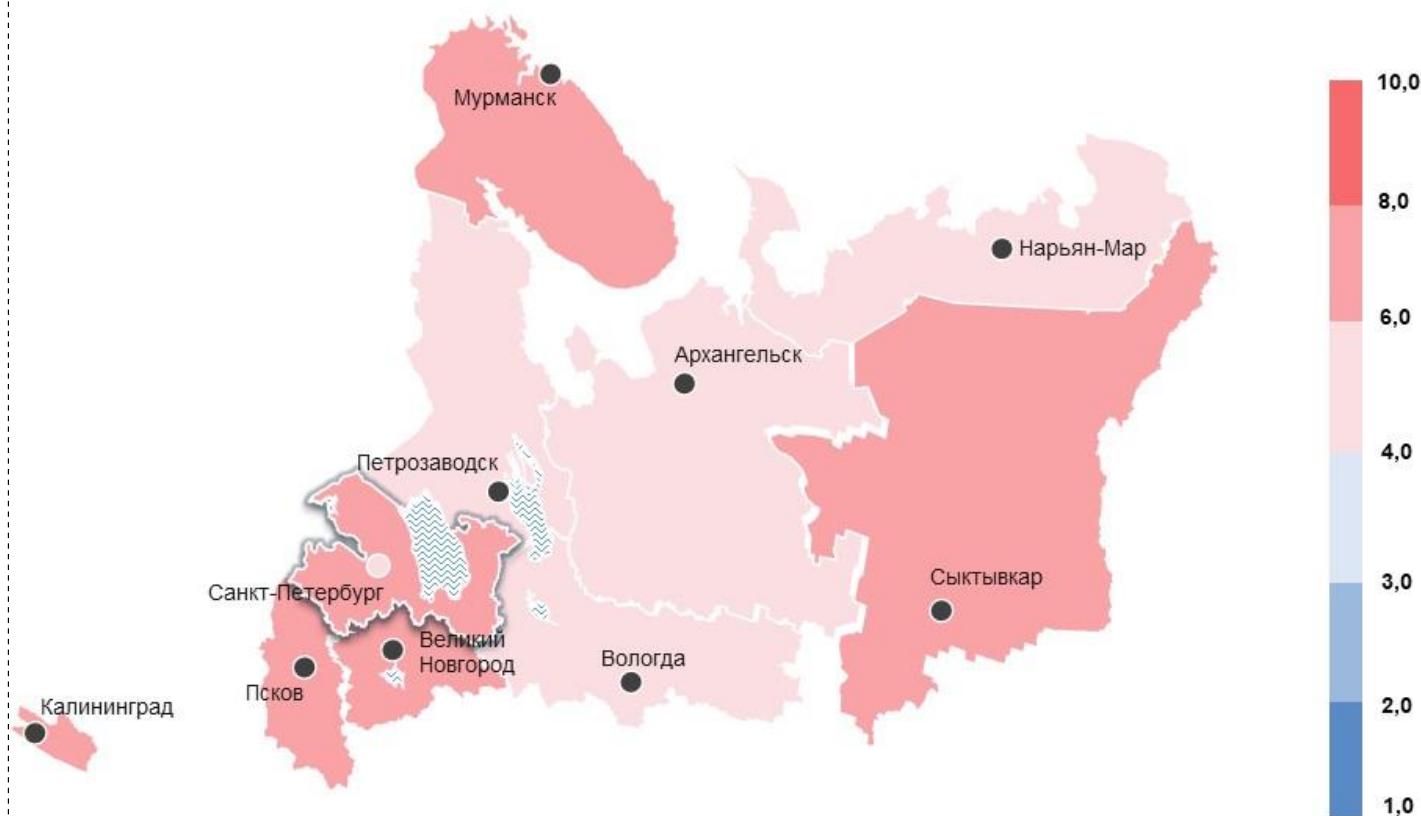 10,0
Мурманск
8,0
Нарьян-Мар
6,0
Архангельск
4,0
Петрозаводск
Сыктывкар
3,0
Санкт-Петербург
Великий
Новгород
Вологда
Псков
2,0
Калининград
1,0